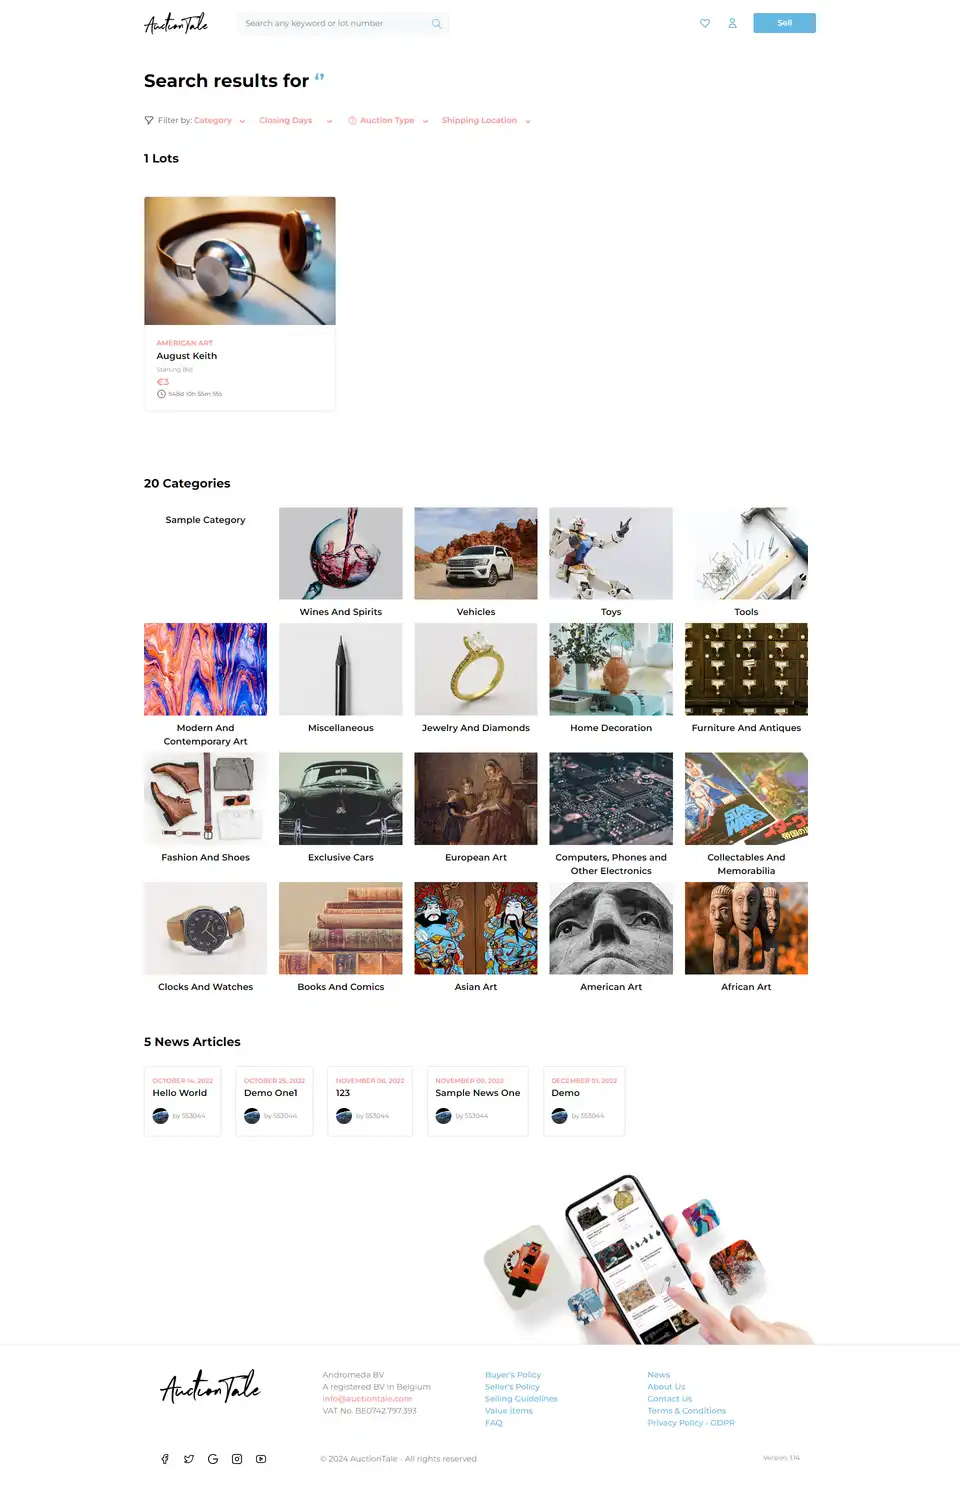 AuctionTale
Search any keyword or lot number
Sell
Search results for ‘’
Filter by: Category
Closing Days
Auction Type
Shipping Location
1 Lots
AMERICAN ART
August Keith
Starting Bid
€3
548d 10h 55m 55s
20 Categories
Sample Category
Wines And Spirits
Vehicles
Toys
Tools
Modern And
Contemporary Art
Miscellaneous
Jewelry And Diamonds
Home Decoration
Furniture And Antiques
STAR
WARS
Fashion And Shoes
Exclusive Cars
European Art
Computers, Phones and
Other Electronics
Collectables And
Memorabilia
Clocks And Watches
Books And Comics
Asian Art
American Art
African Art
5 News Articles
OCTOBER 14, 2022
Hello World
by 553044
OCTOBER 25, 2022
Demo One1
by 553044
NOVEMBER 08, 2022
123
by 553044
Sample News One
by 553044
DECEMBER 01, 2022
Demo
by 553044
AuctionTale
Andromeda BV
A registered BV in Belgium
info@auctiontale.com
VAT No. BE0742.797.393
Buyer's Policy
Seller's Policy
Selling Guidelines
Value items
FAQ
News
About Us
Contact Us
Terms & Conditions
Privacy Policy - GDPR
© 2024 AuctionTale - All rights reserved
Version: 1.14